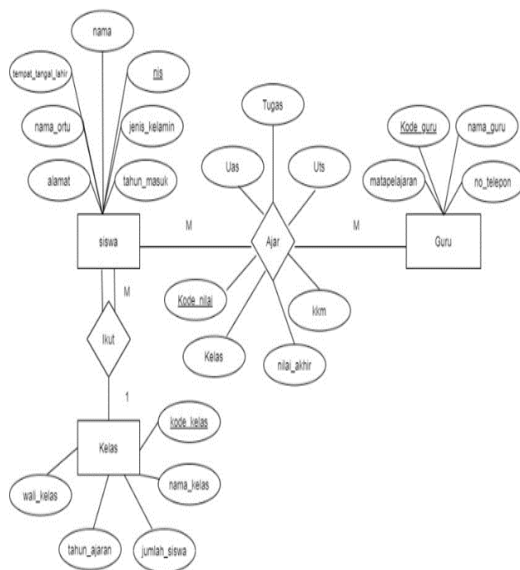 nama
tempat_tangal_lahir
nis
nama_ortu
jenis_kelamin
alamat
tahun_masuk
siswa
M
Tugas
Uas
Uts
Ajar
M
Kode_guru
nama_guru
matapelajaran
no_telepon
Guru
Kode_nilai
kkm
Kelas
nilai_akhir
M
Ikut
1
Kelas
kode_kelas
wali_kelas
nama_kelas
tahun_ajaran
jumlah_siswa